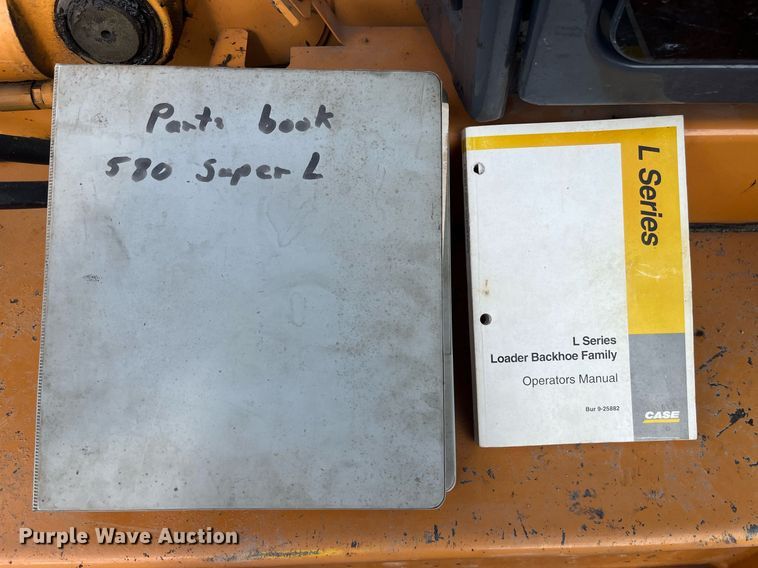 Parts book
580 Super L
L Series
L Series
Loader Backhoe Family
Operators Manual
Bur 9-25882
CASE
Purple Wave Auction